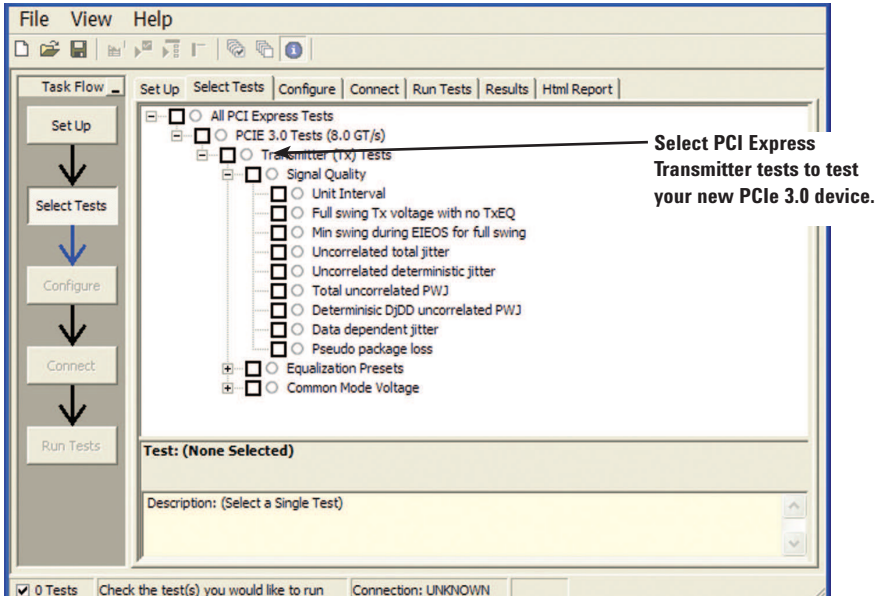 File View Help
Task Flow
Set Up Select Tests Configure Connect Run Tests Results Html Report
Set Up
Select Tests
Configure
Connect
Run Tests
All PCI Express Tests
PCIE 3.0 Tests (8.0 GT/s)
Transmitter (Tx) Tests
Signal Quality
Unit Interval
Full swing Tx voltage with no TxEQ
Min swing during EIEOS for full swing
Uncorrelated total jitter
Uncorrelated deterministic jitter
Total uncorrelated PWJ
Determinisic DjDD uncorrelated PWJ
Data dependent jitter
Pseudo package loss
Equalization Presets
Common Mode Voltage
Select PCI Express
Transmitter tests to test
your new PCIe 3.0 device.
Test: (None Selected)
Description: (Select a Single Test)
0 Tests Check the test(s) you would like to run Connection: UNKNOWN